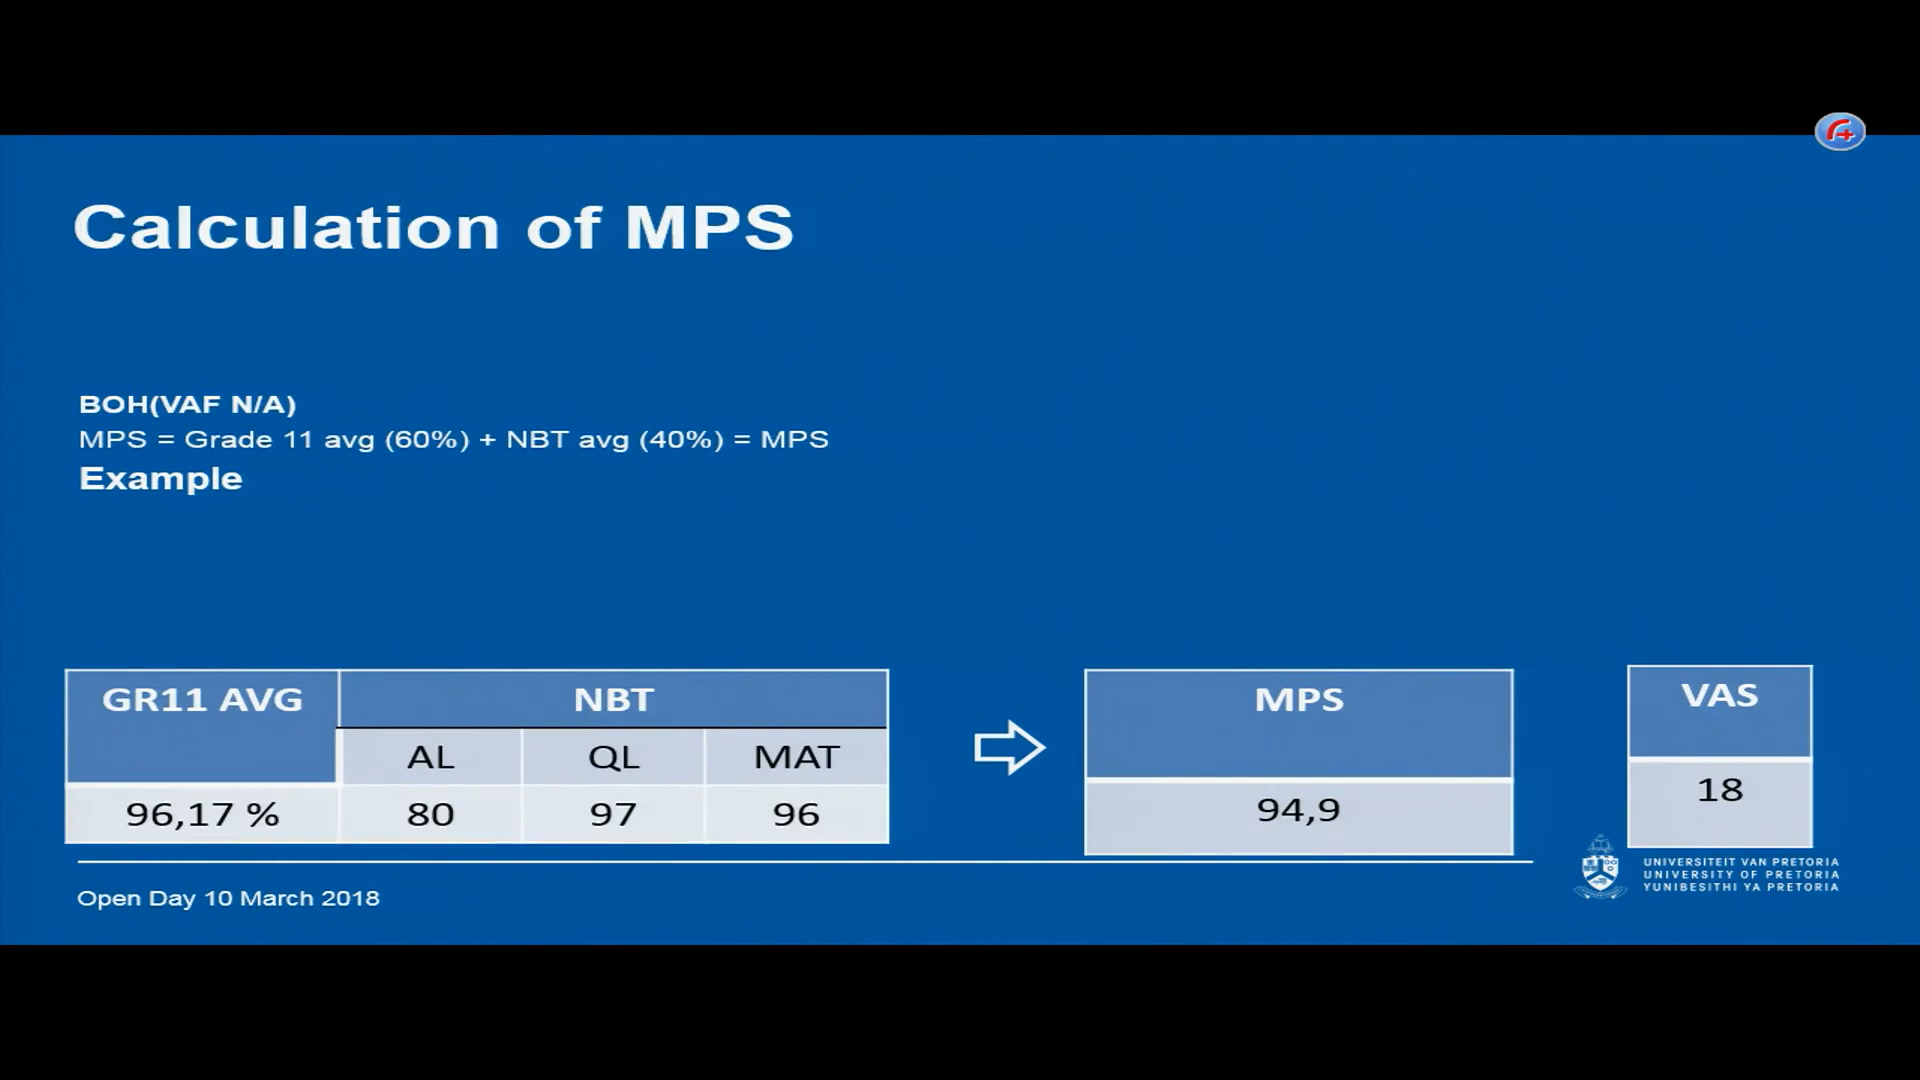 Calculation of MPS
BOH(VAF N/A)
MPS = Grade 11 avg (60%) + NBT avg (40%) = MPS
Example
GR11 AVG NBT
AL QL MAT
96,17 % 80 97 96
MPS
94,9
VAS
18
Open Day 10 March 2018
UNIVERSITEIT VAN PRETORIA
UNIVERSITY OF PRETORIA
YUNIBESITHI YA PRETORIA